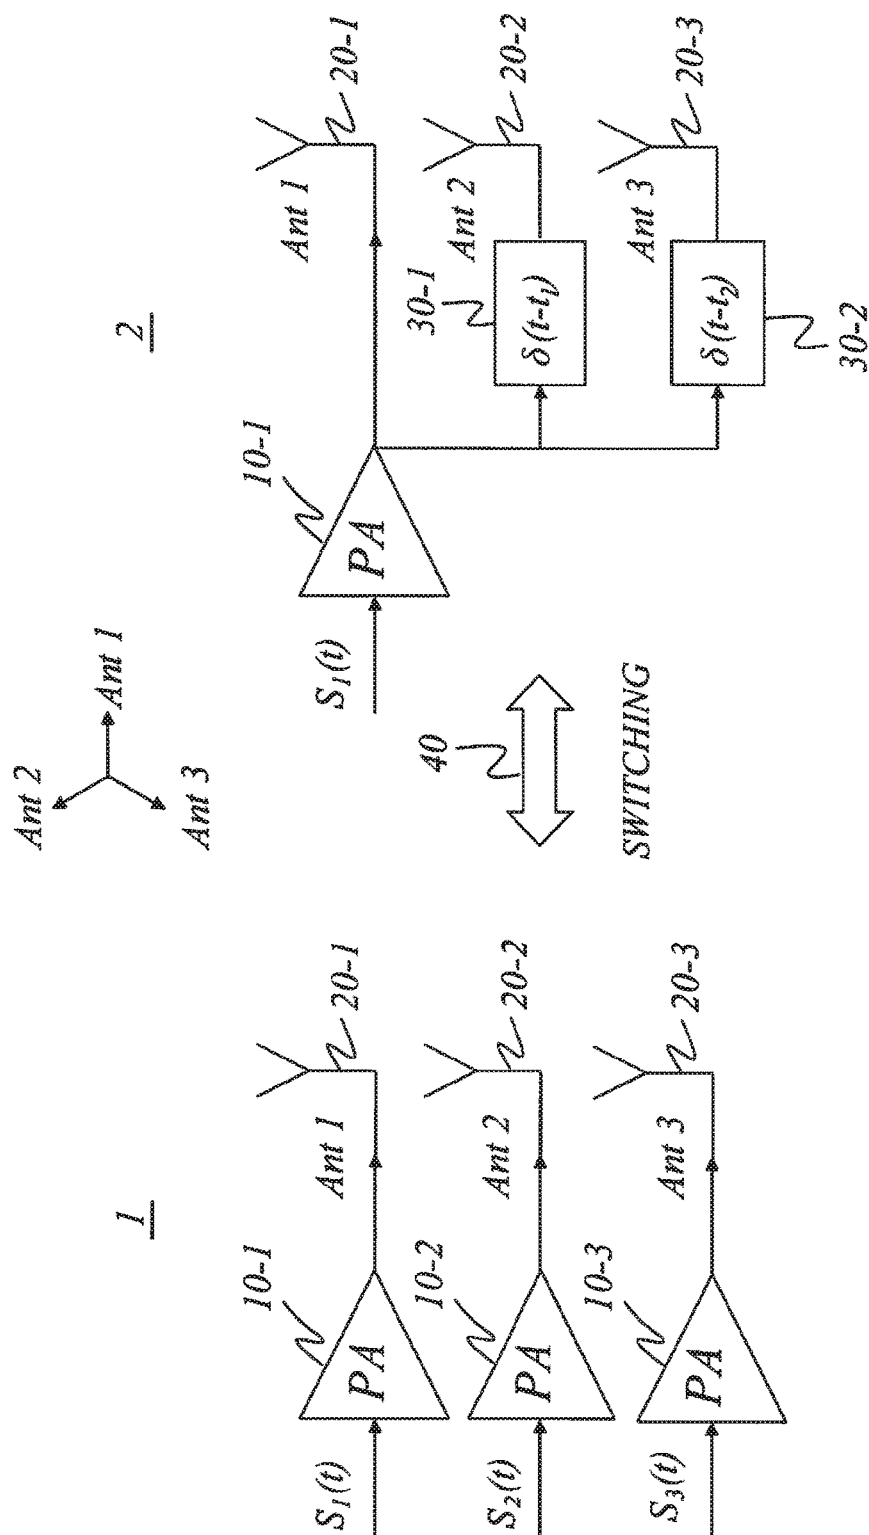 Ant 2
Ant 1
Ant 3
1
S1(t)
PA
10-1
Ant 1
20-1
S2(t)
PA
10-2
Ant 2
20-2
S3(t)
PA
10-3
Ant 3
20-3
40
SWITCHING
2
S1(t)
PA
10-1
Ant 1
20-1
30-1
δ(t-t1)
Ant 2
20-2
δ(t-t2)
30-2
Ant 3
20-3